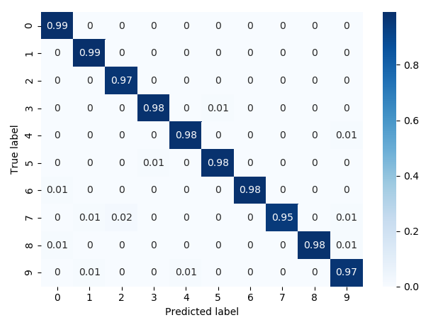 0 0.99 0 0 0 0 0 0 0 0 0
1 0 0.99 0 0 0 0 0 0 0 0
2 0 0 0.97 0 0 0 0 0 0 0
3 0 0 0 0.98 0 0.01 0 0 0 0
4 0 0 0 0 0.98 0 0 0 0 0.01
5 0 0 0 0.01 0 0.98 0 0 0 0
6 0.01 0 0 0 0 0 0.98 0 0 0
7 0 0.01 0.02 0 0 0 0 0.95 0 0.01
8 0.01 0 0 0 0 0 0 0 0.98 0.01
9 0 0.01 0 0 0.01 0 0 0 0 0.97
0 1 2 3 4 5 6 7 8 9
Predicted label
True label
0.8
0.6
0.4
0.2
0.0